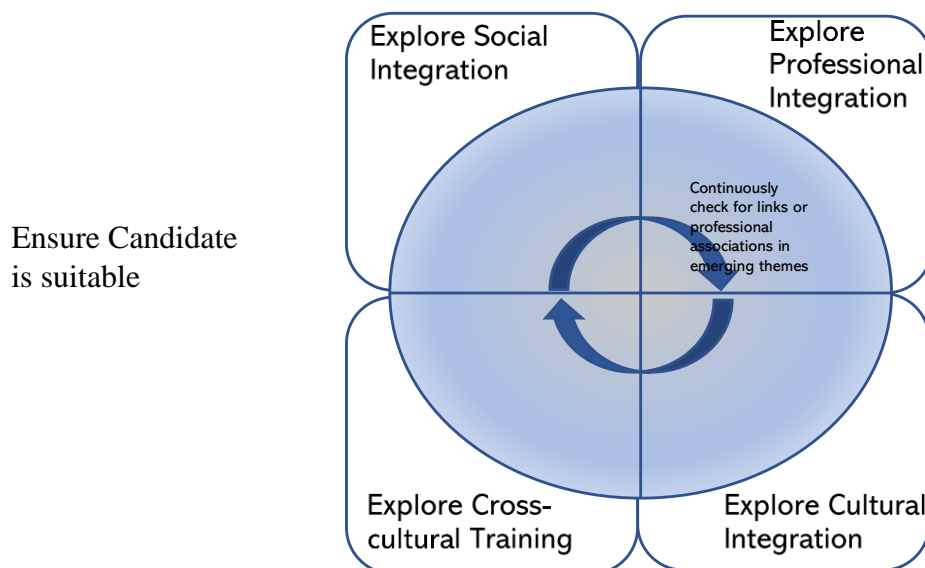 Explore Social
Integration
Explore
Professional
Integration
Continuously
check for links or
professional
associations in
emerging themes
Ensure Candidate
is suitable
Explore Cross-
cultural Training
Explore Cultural
Integration